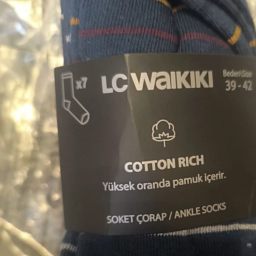 x7 LC WAIKIKI Beden\Size
39 - 42
COTTON RICH
Yüksek oranda pamuk içerir.
SOKET ÇORAP / ANKLE SOCKS